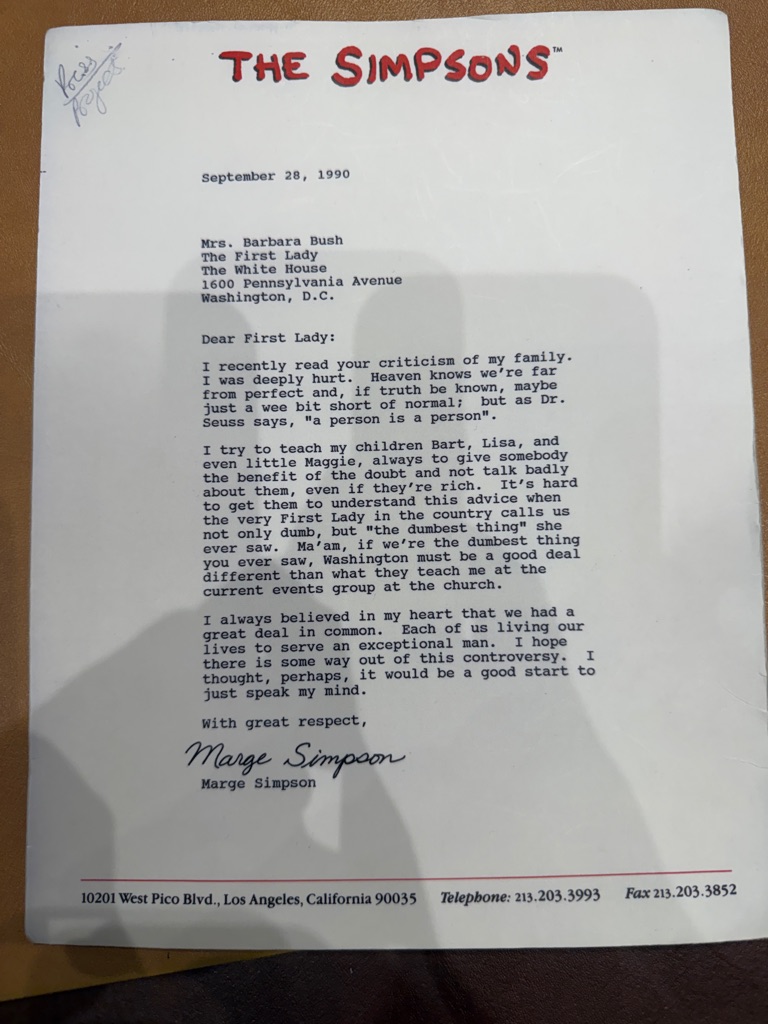 THE SIMPSONS™
September 28, 1990
Mrs. Barbara Bush
The First Lady
The White House
1600 Pennsylvania Avenue
Washington, D.C.
Dear First Lady:
I recently read your criticism of my family.
I was deeply hurt.  Heaven knows we're far
from perfect and, if truth be known, maybe
just a wee bit short of normal;  but as Dr.
Seuss says, "a person is a person".
I try to teach my children Bart, Lisa, and
even little Maggie, always to give somebody
the benefit of the doubt and not talk badly
about them, even if they're rich.  It's hard
to get them to understand this advice when
the very First Lady in the country calls us
not only dumb, but "the dumbest thing" she
ever saw.  Ma'am, if we're the dumbest thing
you ever saw, Washington must be a good deal
different than what they teach me at the
current events group at the church.
I always believed in my heart that we had a
great deal in common.  Each of us living our
lives to serve an exceptional man.  I hope
there is some way out of this controversy.  I
thought, perhaps, it would be a good start to
just speak my mind.
With great respect,
Marge Simpson
Marge Simpson
10201 West Pico Blvd., Los Angeles, California 90035 Telephone: 213.203.3993 Fax 213.203.3852